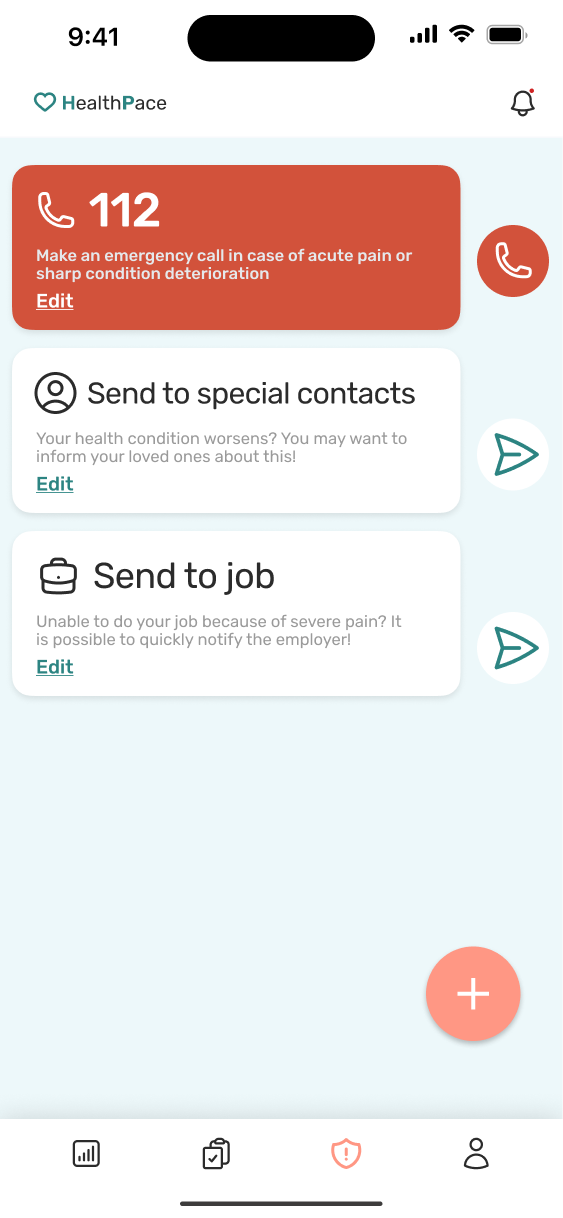 9:41
HealthPace
112
Make an emergency call in case of acute pain or
sharp condition deterioration
Edit
Send to special contacts
Your health condition worsens? You may want to
inform your loved ones about this!
Edit
Send to job
Unable to do your job because of severe pain? It
is possible to quickly notify the employer!
Edit